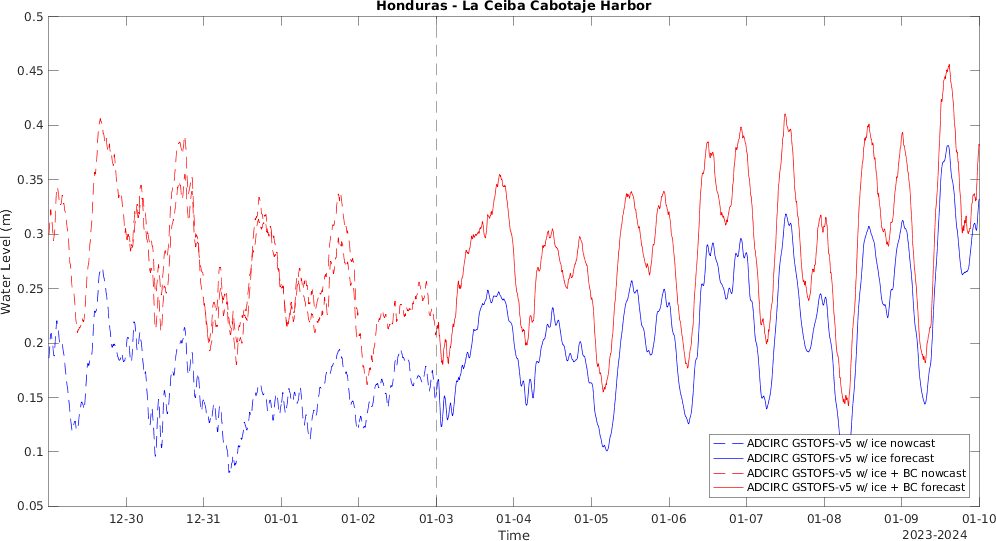 Honduras - La Ceiba Cabotaje Harbor
0.5
0.45
0.4
0.35
0.3
0.25
0.2
0.15
0.1
0.05
Water Level (m)
12-30 12-31 01-01 01-02 01-03 01-04 01-05 01-06 01-07 01-08 01-09 01-10
Time
2023-2024
ADCIRC GSTOFS-v5 w/ ice nowcast
ADCIRC GSTOFS-v5 w/ ice forecast
ADCIRC GSTOFS-v5 w/ ice + BC nowcast
ADCIRC GSTOFS-v5 w/ ice + BC forecast